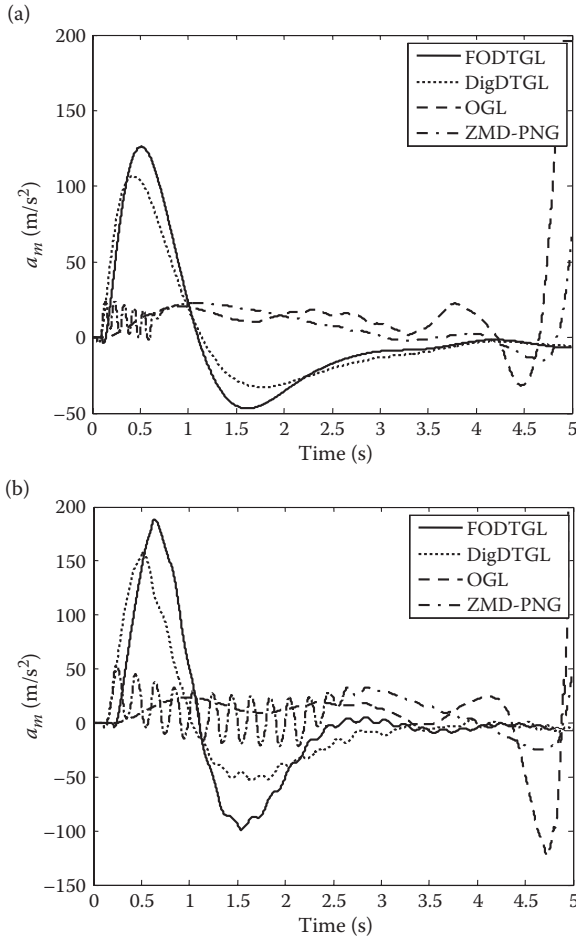 (a)
200
150
100
50
0
−50
a_m (m/s²)
FODTGL
DigDTGL
OGL
ZMD-PNG
0 0.5 1 1.5 2 2.5 3 3.5 4 4.5 5
Time (s)
(b)
200
150
100
50
0
−50
−100
−150
a_m (m/s²)
FODTGL
DigDTGL
OGL
ZMD-PNG
0 0.5 1 1.5 2 2.5 3 3.5 4 4.5 5
Time (s)